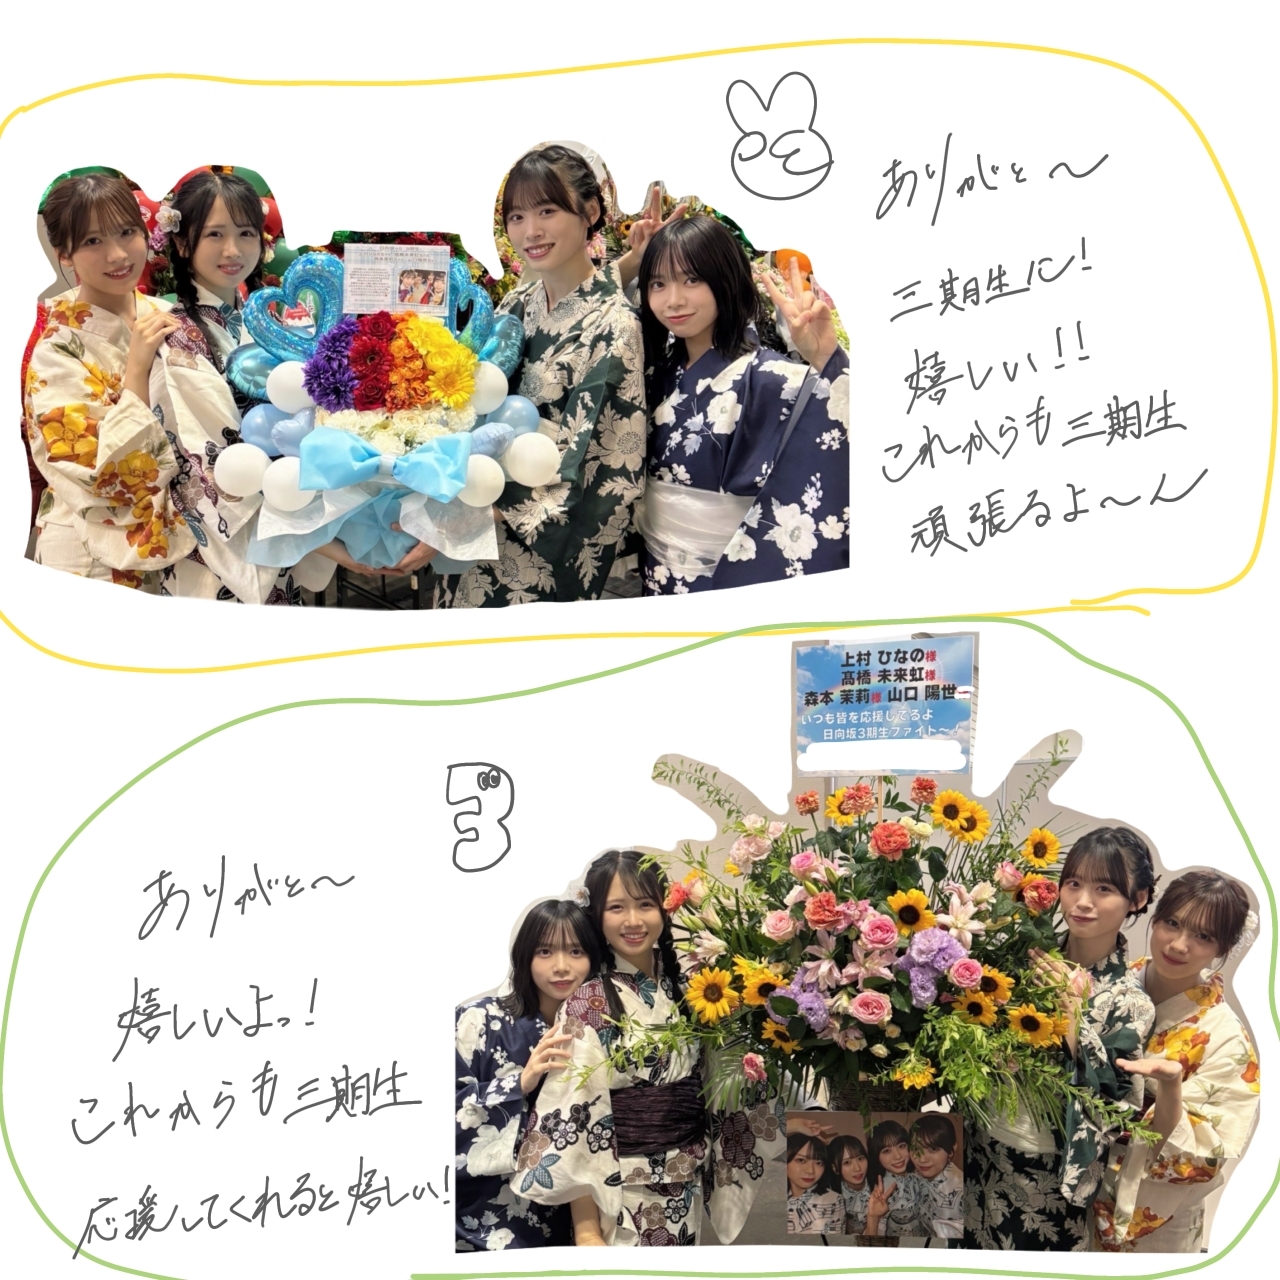 ありがと〜
三期生に!
嬉しい!!
これからも三期生
頑張るよ〜ん
上村 ひなの様
髙橋 未来虹様
森本 茉莉様 山口 陽世
いつも皆を応援してるよ
日向坂3期生ファイト〜!
3
ありがと〜
嬉しいよっ!
これからも三期生
応援してくれると嬉しい!